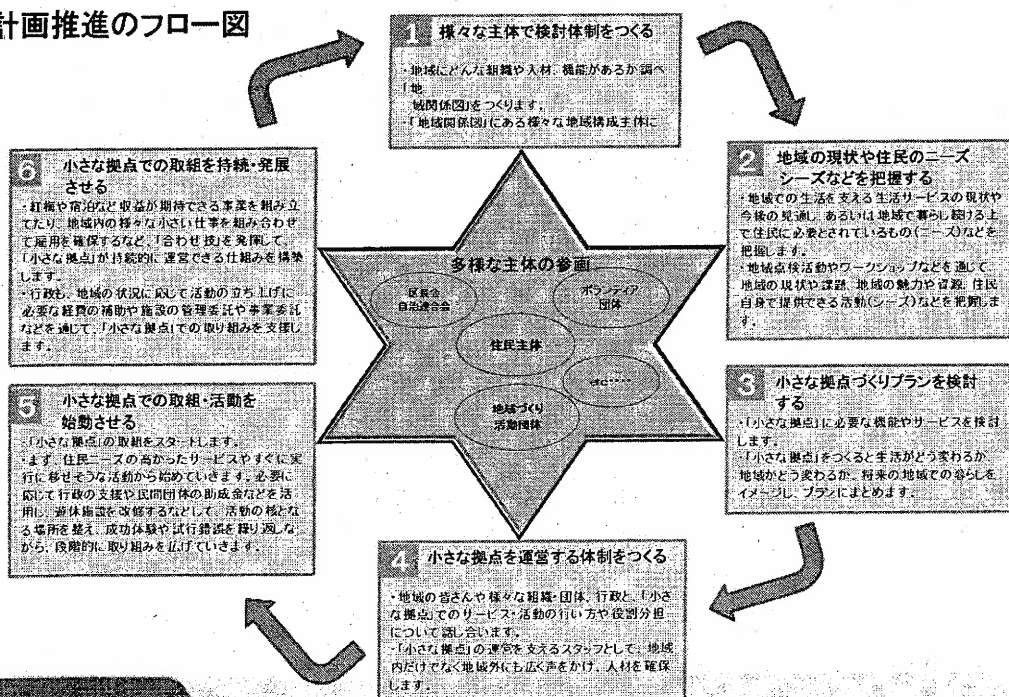 計画推進のフロー図
1 様々な主体で検討体制をつくる
・地域にどんな組織や人材、機能があるか調べ
「地
域関係図」をつくります。
・「地域関係図」にある様々な地域構成主体に
2 地域の現状や住民のニーズ
シーズなどを把握する
・地域での生活を支える生活サービスの現状や
今後の見通し、あるいは地域で暮らし続ける上
で住民に必要とされているもの(ニーズ)などを
把握します。
・地域点検活動やワークショップなどを通じて、
地域の現状や課題、地域の魅力や資源、住民
自身で提供できる活動(シーズ)などを把握しま
す。
3 小さな拠点づくりプランを検討
する
・「小さな拠点」に必要な機能やサービスを検討
します。
・「小さな拠点」をつくると生活がどう変わるか、
地域がどう変わるか、将来の地域での暮らしを
イメージし、プランにまとめます。
4 小さな拠点を運営する体制をつくる
・地域の皆さんや様々な組織・団体、行政と、「小さ
な拠点」でのサービス・活動の行い方や役割分担
について話し合います。
・「小さな拠点」の運営を支えるスタッフとして、地域
内だけでなく地域外にも広く声をかけ、人材を確保
します。
5 小さな拠点での取組・活動を
始動させる
・「小さな拠点」の取組をスタートします。
・まず、住民ニーズの高かったサービスやすぐに実
行に移せそうな活動から始めていきます。必要に
応じて行政の支援や民間団体の助成金などを活
用し、遊休施設を改修するなどして、活動の核とな
る場所を整え、成功体験や試行錯誤を繰り返しな
がら、段階的に取り組みを広げていきます。
6 小さな拠点での取組を持続・発展
させる
や宿泊など収益が期待できる事業を組み立
てたり、地域内の様々な小さい仕事を組み合わせ
て雇用を確保するなど、「合わせ技」を発揮して、
「小さな拠点」が持続的に運営できる仕組みを構築
します。
・行政も、地域の状況に応じて活動の立ち上げに
必要な経費の補助や施設の管理委託や事業委託
などを通じて、「小さな拠点」での取り組みを支援し
ます。
多様な主体の参画
区長会
自治連合会
ボランティア
団体
住民主体
etc‥‥‥
地域づくり
活動団体